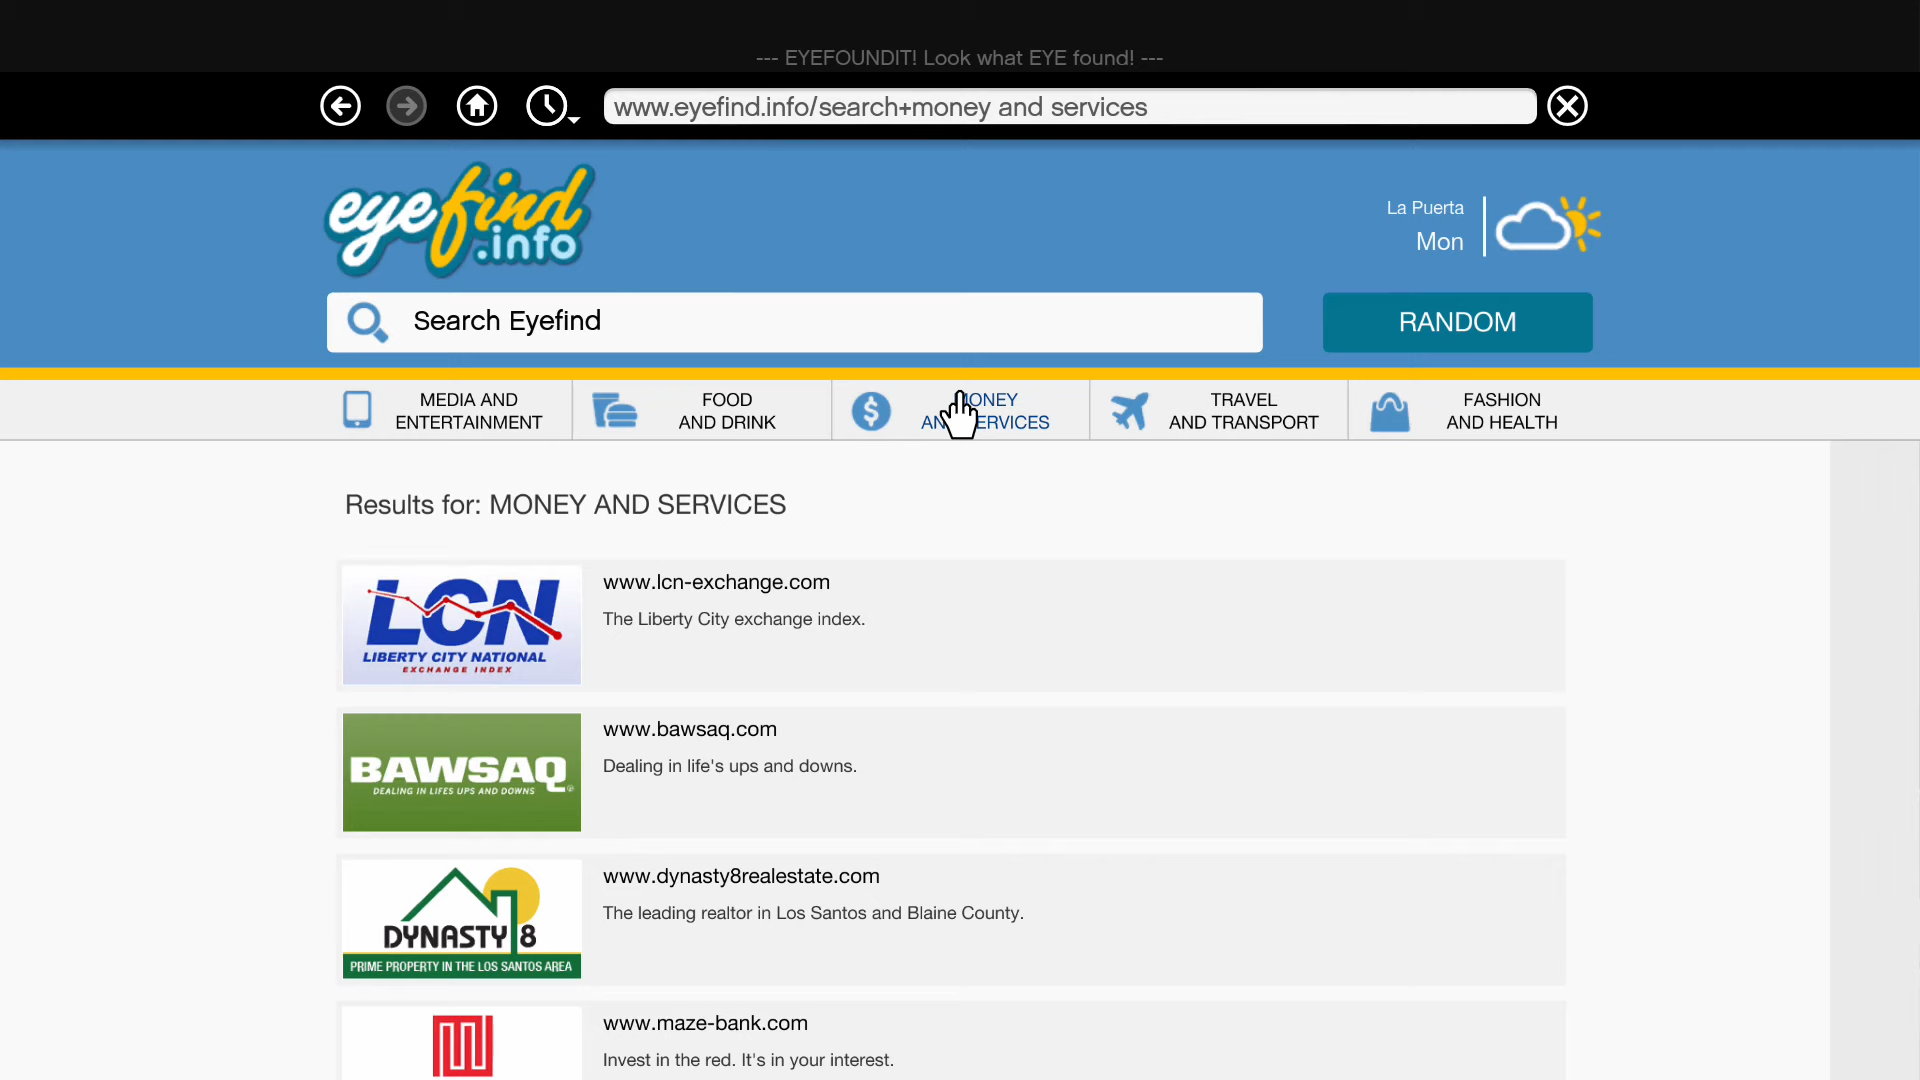 --- EYEFOUNDIT! Look what EYE found! ---
www.eyefind.info/search+money and services
eyefind
.info
La Puerta
Mon
Search Eyefind
RANDOM
MEDIA AND
ENTERTAINMENT
FOOD
AND DRINK
MONEY
AND SERVICES
TRAVEL
AND TRANSPORT
FASHION
AND HEALTH
Results for: MONEY AND SERVICES
LCN
LIBERTY CITY NATIONAL
EXCHANGE INDEX
www.lcn-exchange.com
The Liberty City exchange index.
BAWSAQ
DEALING IN LIFES UPS AND DOWNS
www.bawsaq.com
Dealing in life's ups and downs.
DYNASTY 8
PRIME PROPERTY IN THE LOS SANTOS AREA
www.dynasty8realestate.com
The leading realtor in Los Santos and Blaine County.
www.maze-bank.com
Invest in the red. It's in your interest.